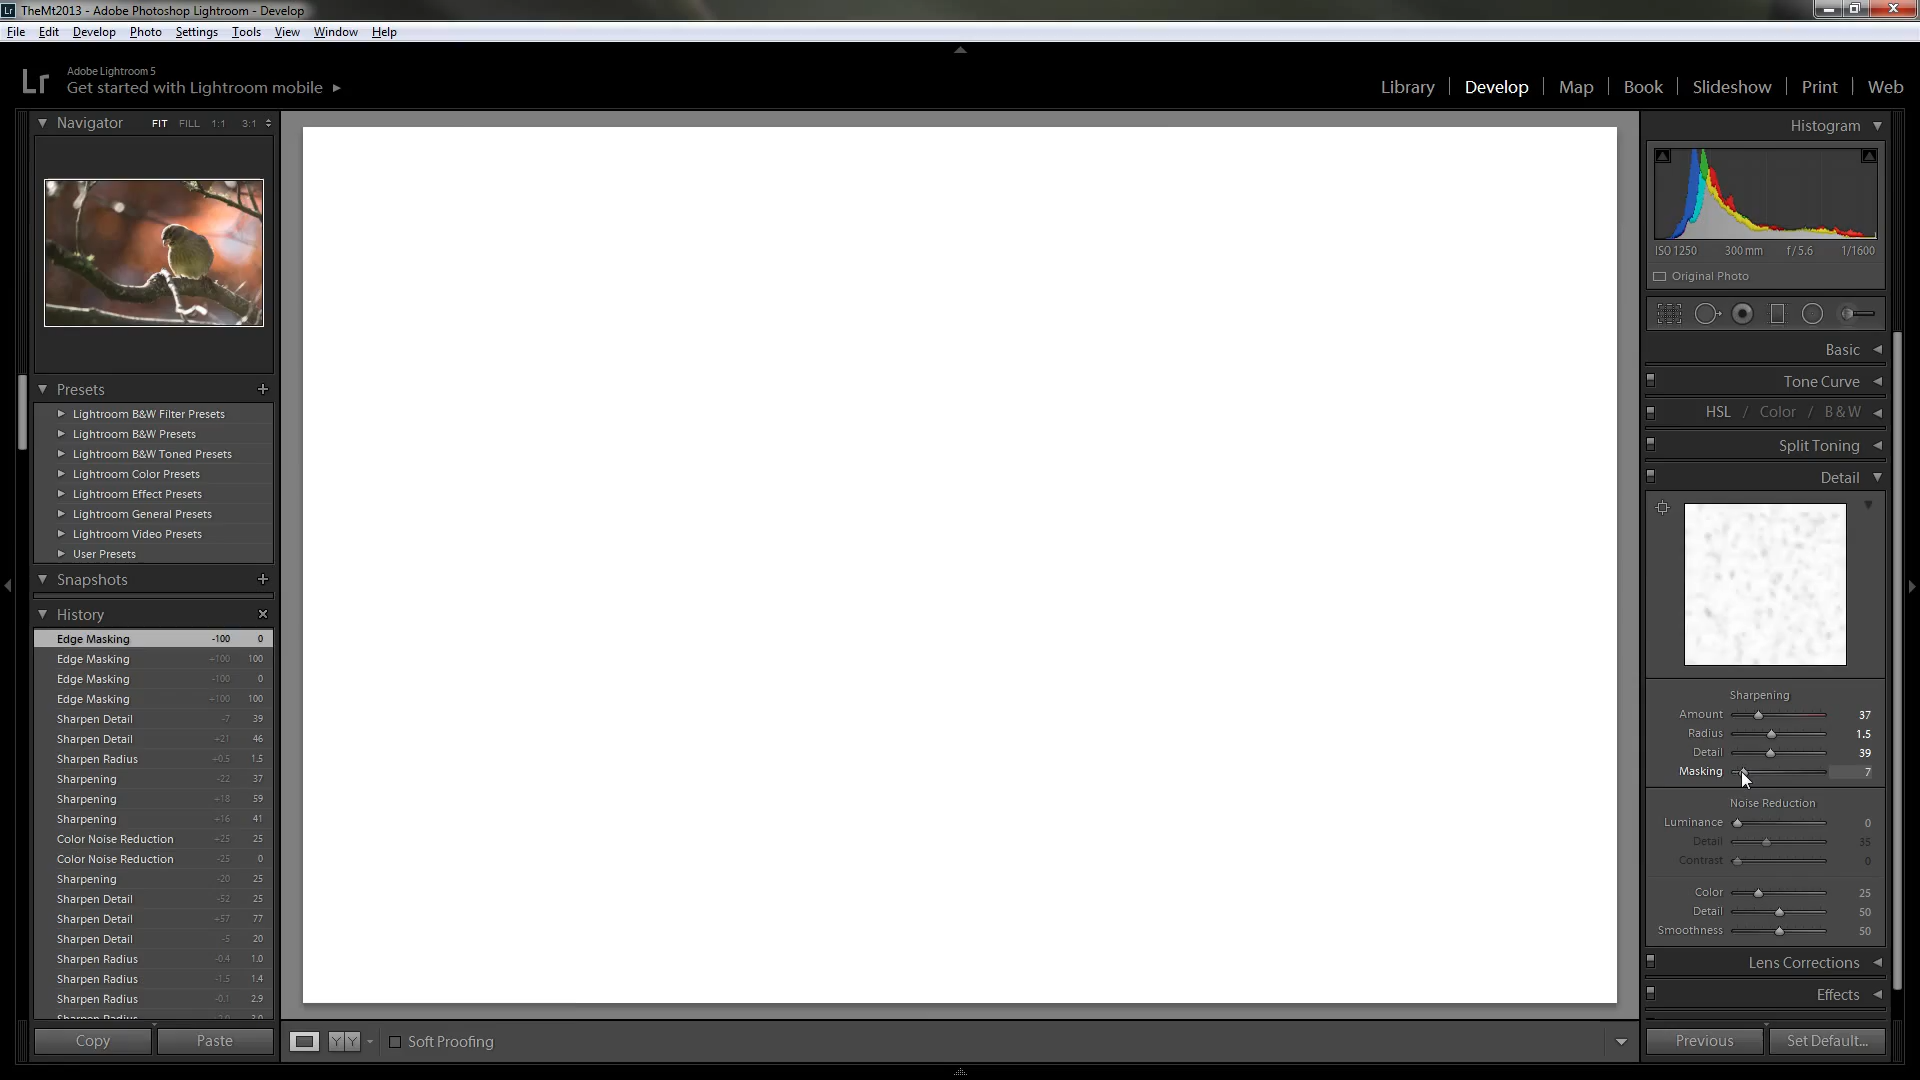 TheMt2013 - Adobe Photoshop Lightroom - Develop
File Edit Develop Photo Settings Tools View Window Help
Lr
Adobe Lightroom 5
Get started with Lightroom mobile
Library Develop Map Book Slideshow Print Web
Navigator FIT FILL 1:1 3:1
Presets
Lightroom B&W Filter Presets
Lightroom B&W Presets
Lightroom B&W Toned Presets
Lightroom Color Presets
Lightroom Effect Presets
Lightroom General Presets
Lightroom Video Presets
User Presets
Snapshots
History
Edge Masking -100 0
Edge Masking +100 100
Edge Masking -100 0
Edge Masking +100 100
Sharpen Detail -7 39
Sharpen Detail +21 46
Sharpen Radius +0.5 1.5
Sharpening -22 37
Sharpening +18 59
Sharpening +16 41
Color Noise Reduction +25 25
Color Noise Reduction -25 0
Sharpening -20 25
Sharpen Detail -52 25
Sharpen Detail +57 77
Sharpen Detail -5 20
Sharpen Radius -0.4 1.0
Sharpen Radius -1.5 1.4
Sharpen Radius -0.1 2.9
Sharpen Radius
Copy Paste
YY Soft Proofing
Histogram
ISO 1250 300 mm f / 5.6 1/1600
Original Photo
Basic
Tone Curve
HSL / Color / B & W
Split Toning
Detail
Sharpening
Amount 37
Radius 1.5
Detail 39
Masking 7
Noise Reduction
Luminance 0
Detail 35
Contrast 0
Color 25
Detail 50
Smoothness 50
Lens Corrections
Effects
Previous Set Default...